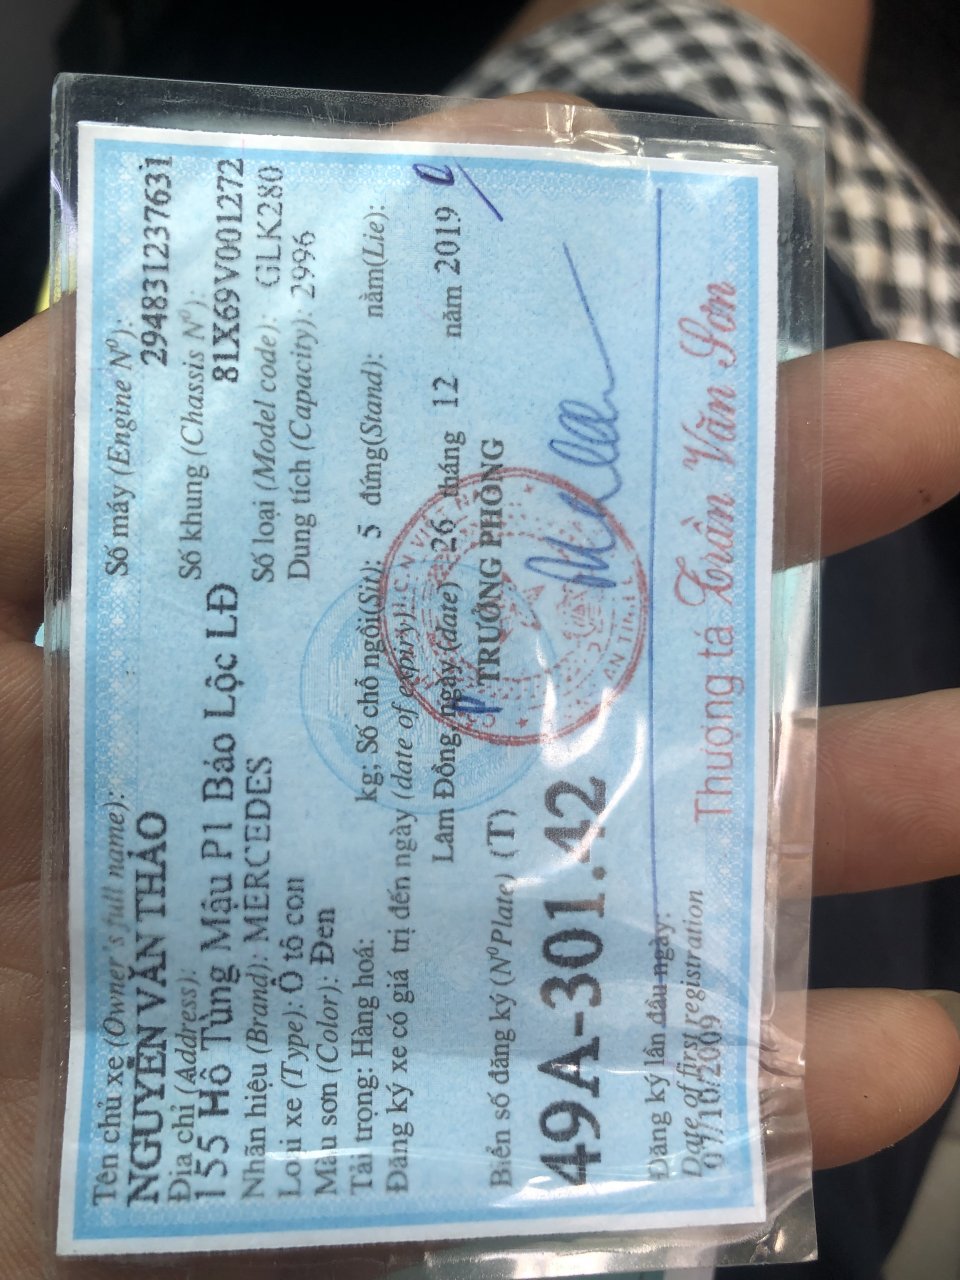 Tên chủ xe (Owner's full name):
NGUYỄN VĂN THẢO
Địa chỉ (Address):
155 Hồ Tùng Mậu P1 Bảo Lộc LĐ
Nhãn hiệu (Brand): MERCEDES
Loại xe (Type): Ô tô con
Màu sơn (Color): Đen
Tải trọng: Hàng hoá: kg; Số chỗ ngồi(Sit): 5 đứng(Stand): nằm(Lie):
Đăng ký xe có giá trị đến ngày (date of expiry)
Số máy (Engine Nº):
29483123763​1
Số khung (Chassis Nº):
81X69V001272
Số loại (Model code): GLK280
Dung tích (Capacity): 2996
Lâm Đồng, ngày (date) 26 tháng 12 năm 2019
TRƯỞNG PHÒNG
Biển số đăng ký (Nº Plate) (T)
49A-301.42
Đăng ký lần đầu ngày:
Date of first registration
/10/2009
Thượng tá Trần Văn Sơn